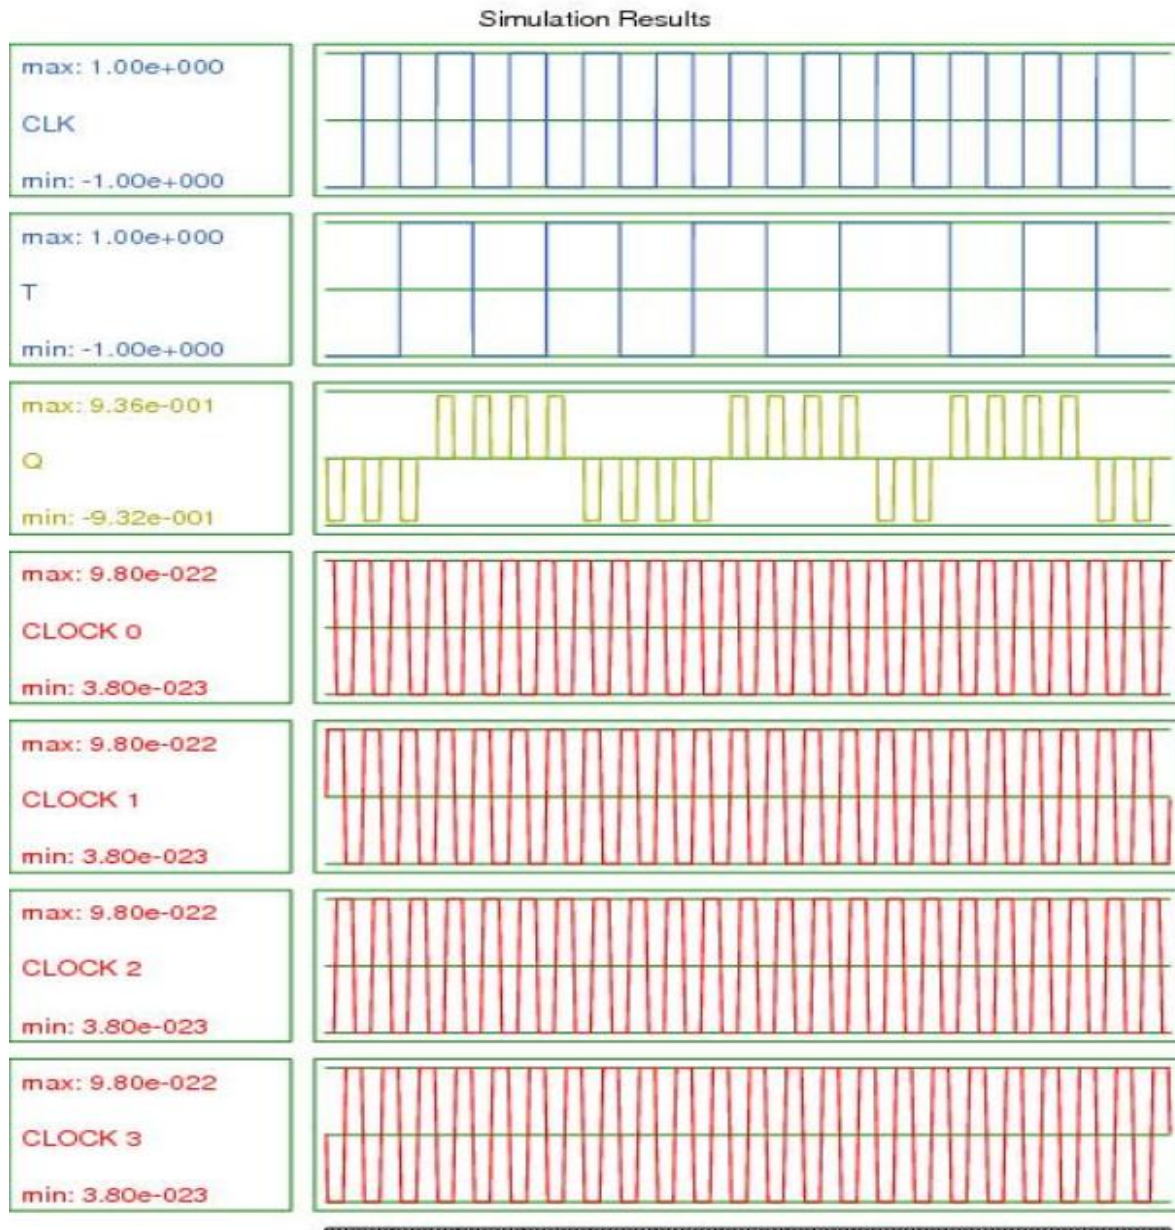 Simulation Results
max: 1.00e+000
CLK
min: -1.00e+000
max: 1.00e+000
T
min: -1.00e+000
max: 9.36e-001
Q
min: -9.32e-001
max: 9.80e-022
CLOCK 0
min: 3.80e-023
max: 9.80e-022
CLOCK 1
min: 3.80e-023
max: 9.80e-022
CLOCK 2
min: 3.80e-023
max: 9.80e-022
CLOCK 3
min: 3.80e-023